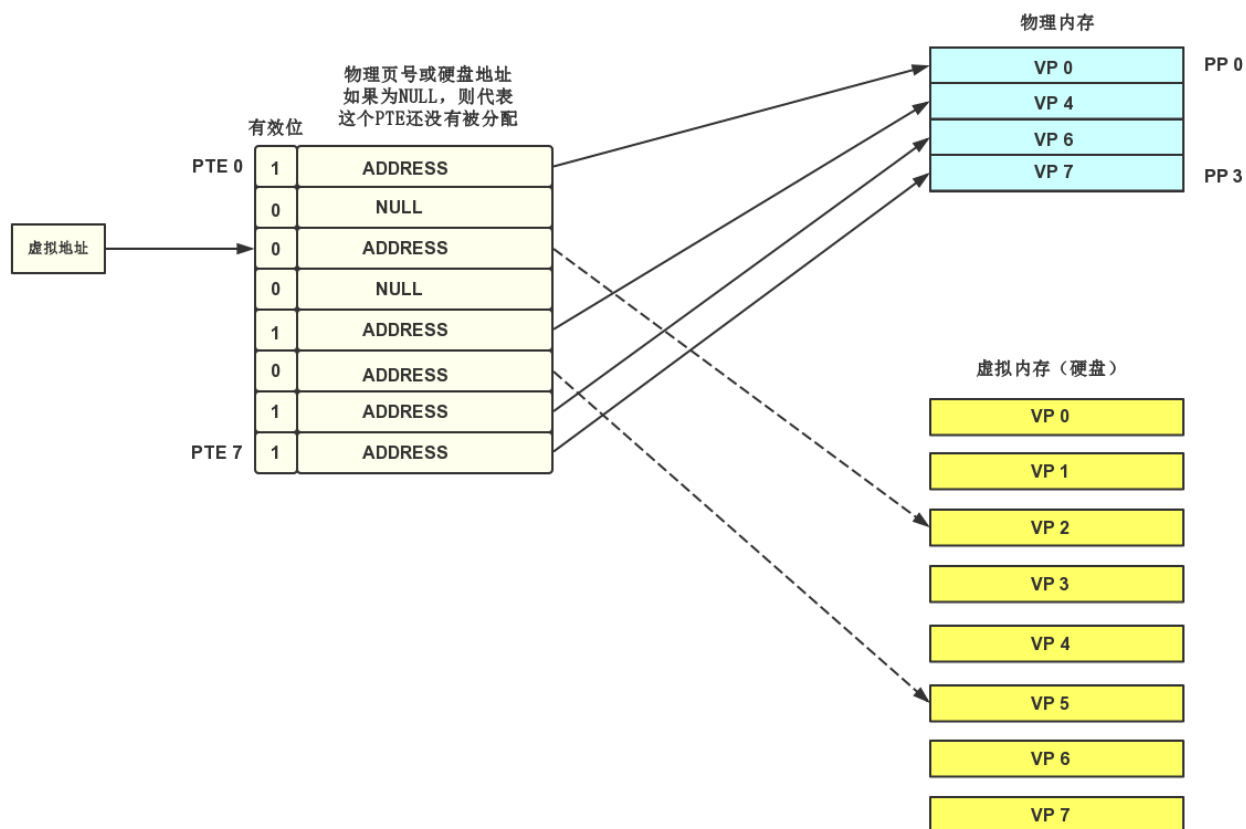 物理内存
VP 0
PP 0
VP 4
VP 6
VP 7
PP 3
物理页号或硬盘地址
如果为NULL，则代表
这个PTE还没有被分配
有效位
PTE 0
1
ADDRESS
0
NULL
虚拟地址
0
ADDRESS
0
NULL
1
ADDRESS
0
ADDRESS
1
ADDRESS
PTE 7
1
ADDRESS
虚拟内存（硬盘）
VP 0
VP 1
VP 2
VP 3
VP 4
VP 5
VP 6
VP 7